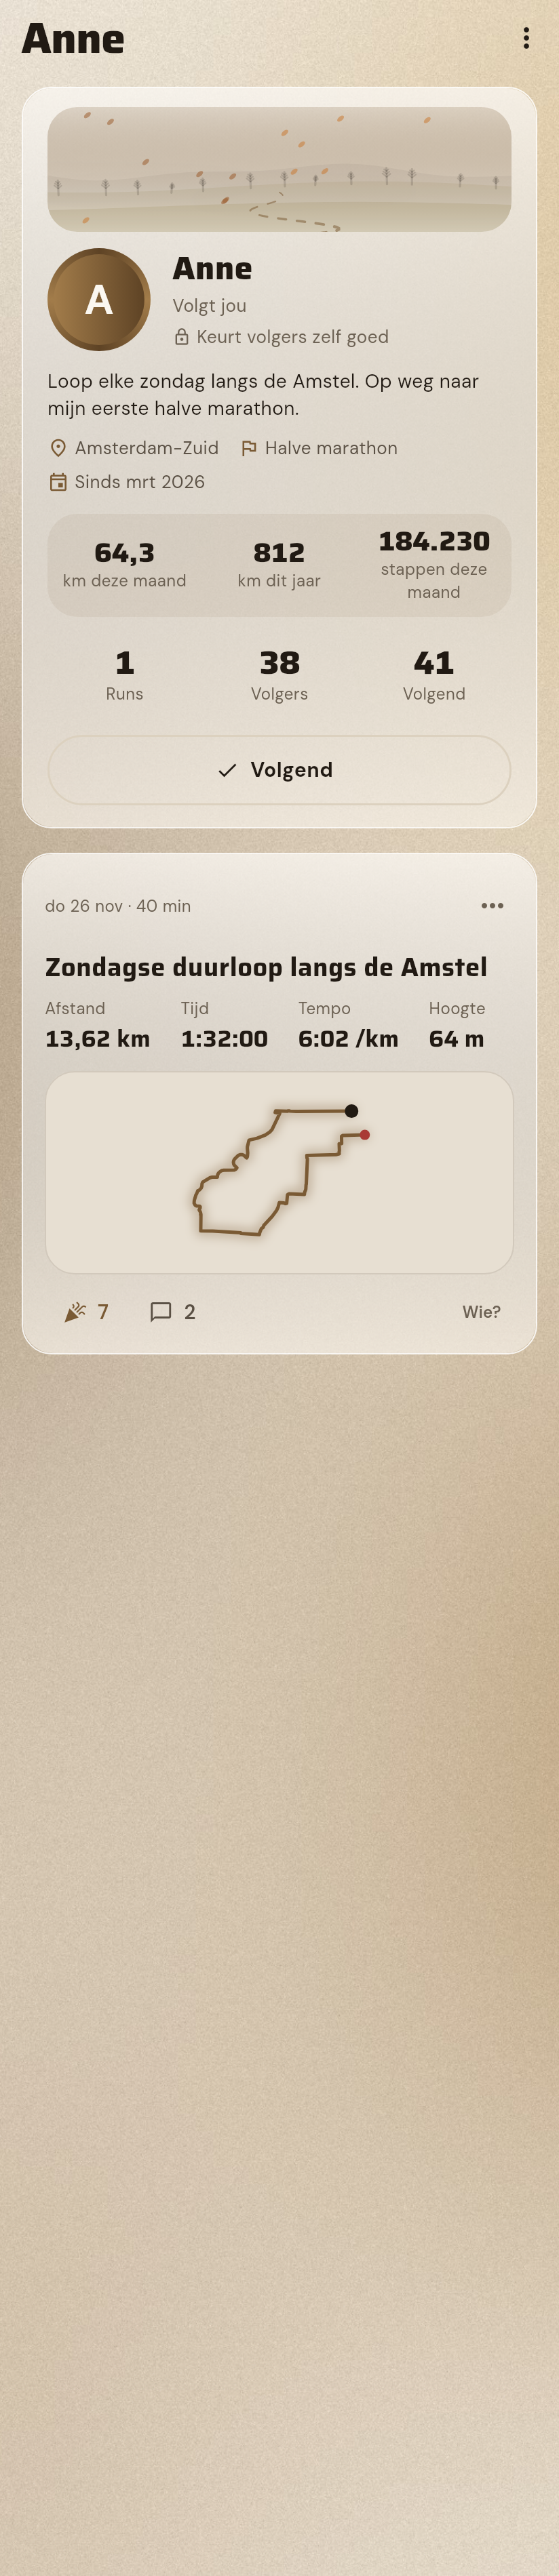 Anne
A
Anne
Volgt jou
Keurt volgers zelf goed
Loop elke zondag langs de Amstel. Op weg naar
mijn eerste halve marathon.
Amsterdam-Zuid Halve marathon
Sinds mrt 2026
64,3 812 184.230
km deze maand km dit jaar stappen deze
maand
1 38 41
Runs Volgers Volgend
Volgend
do 26 nov · 40 min
Zondagse duurloop langs de Amstel
Afstand Tijd Tempo Hoogte
13,62 km 1:32:00 6:02 /km 64 m
7 2 Wie?